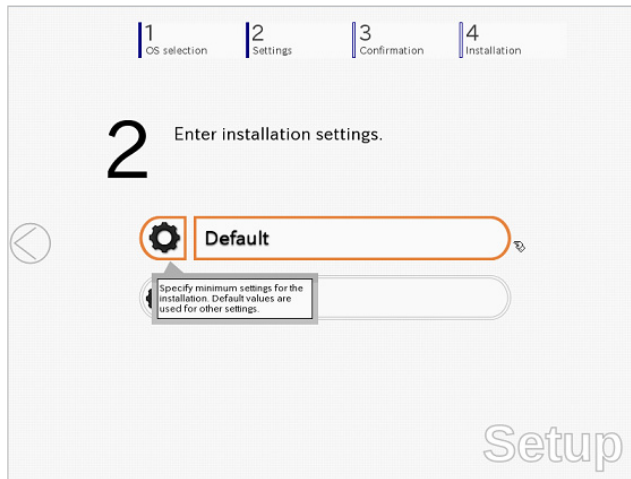 1
OS selection
2
Settings
3
Confirmation
4
Installation
2
Enter installation settings.
Default
Specify minimum settings for the
installation. Default values are
used for other settings.
Setup